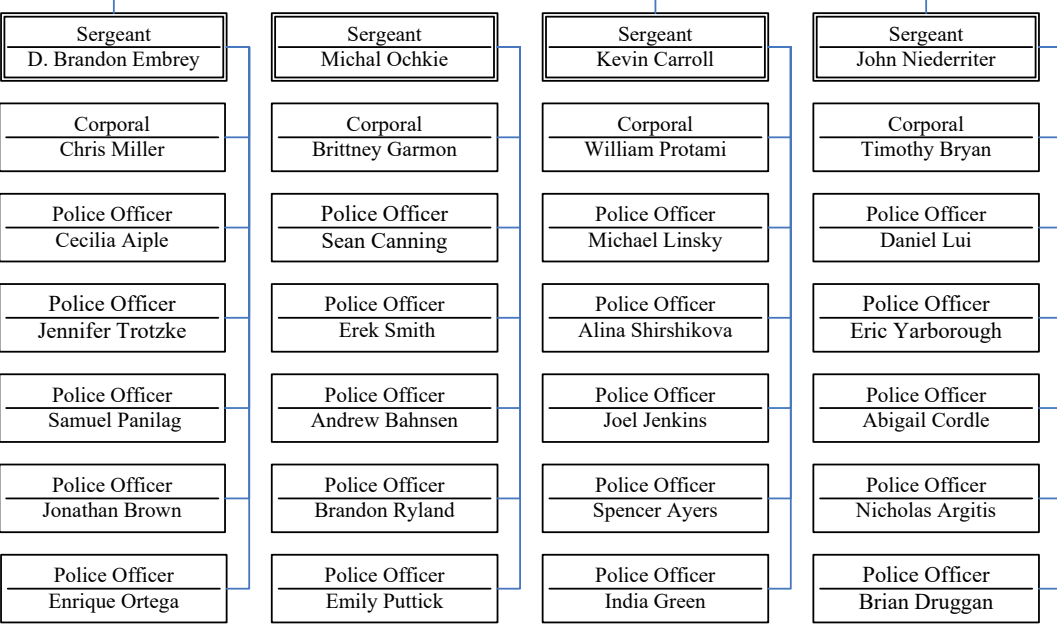 Sergeant
D. Brandon Embrey
Corporal
Chris Miller
Police Officer
Cecilia Aiple
Police Officer
Jennifer Trotzke
Police Officer
Samuel Panilag
Police Officer
Jonathan Brown
Police Officer
Enrique Ortega
Sergeant
Michal Ochkie
Corporal
Brittney Garmon
Police Officer
Sean Canning
Police Officer
Erek Smith
Police Officer
Andrew Bahnsen
Police Officer
Brandon Ryland
Police Officer
Emily Puttick
Sergeant
Kevin Carroll
Corporal
William Protami
Police Officer
Michael Linsky
Police Officer
Alina Shirshikova
Police Officer
Joel Jenkins
Police Officer
Spencer Ayers
Police Officer
India Green
Sergeant
John Niederriter
Corporal
Timothy Bryan
Police Officer
Daniel Lui
Police Officer
Eric Yarborough
Police Officer
Abigail Cordle
Police Officer
Nicholas Argitis
Police Officer
Brian Druggan